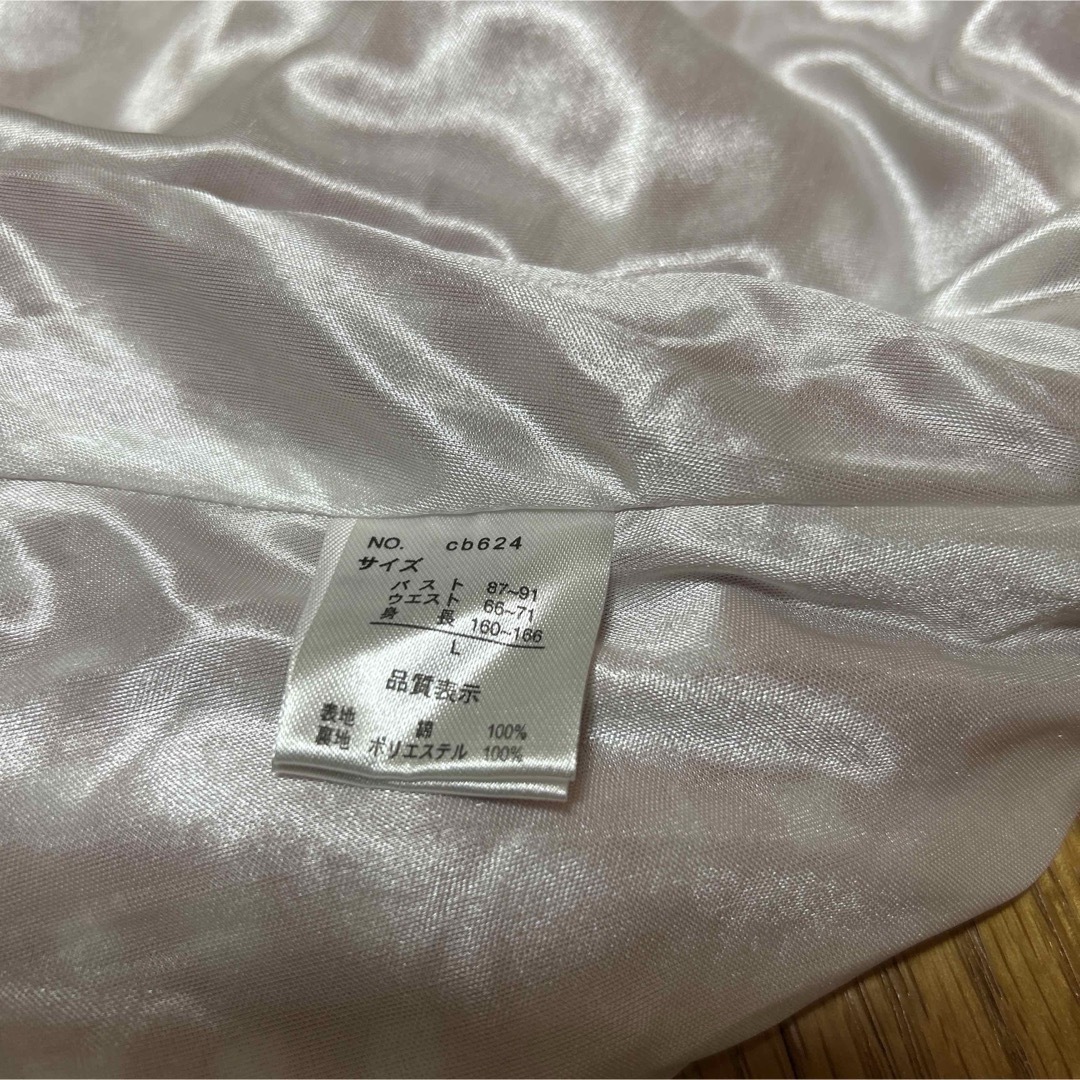 NO. cb624
サイズ
バスト 87~91
ウエスト 66~71
身長 160~166
L
品質表示
表地 綿 100%
裏地 ポリエステル 100%